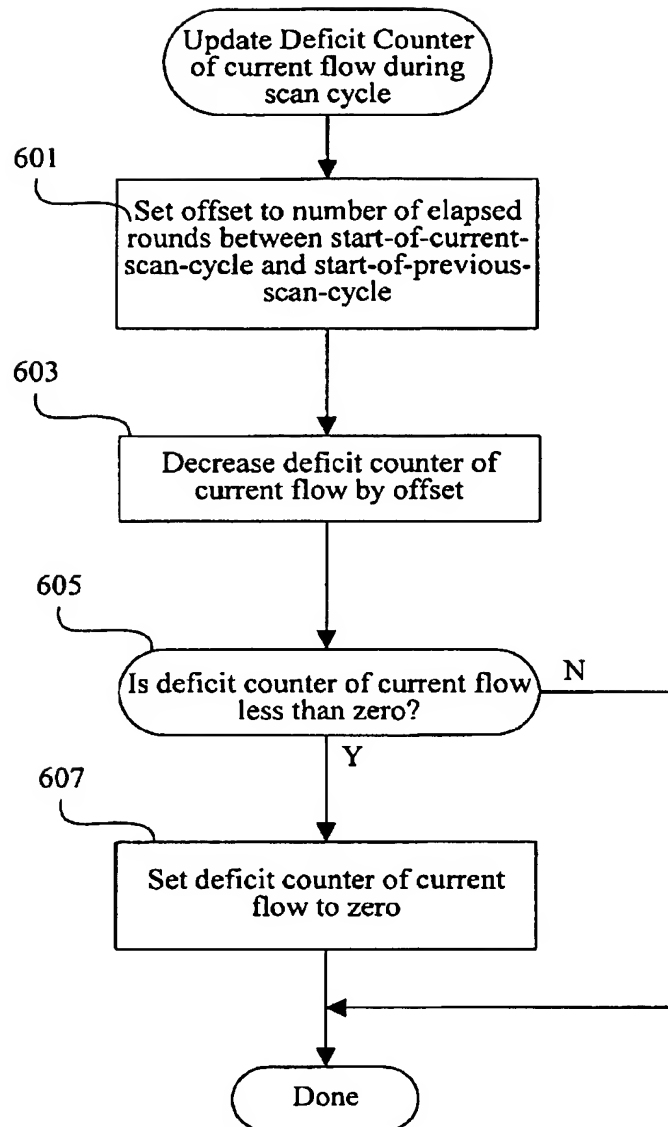 Update Deficit Counter
of current flow during
scan cycle
601
Set offset to number of elapsed
rounds between start-of-current-
scan-cycle and start-of-previous-
scan-cycle
603
Decrease deficit counter of
current flow by offset
605
Is deficit counter of current flow
less than zero?
N
Y
607
Set deficit counter of current
flow to zero
Done